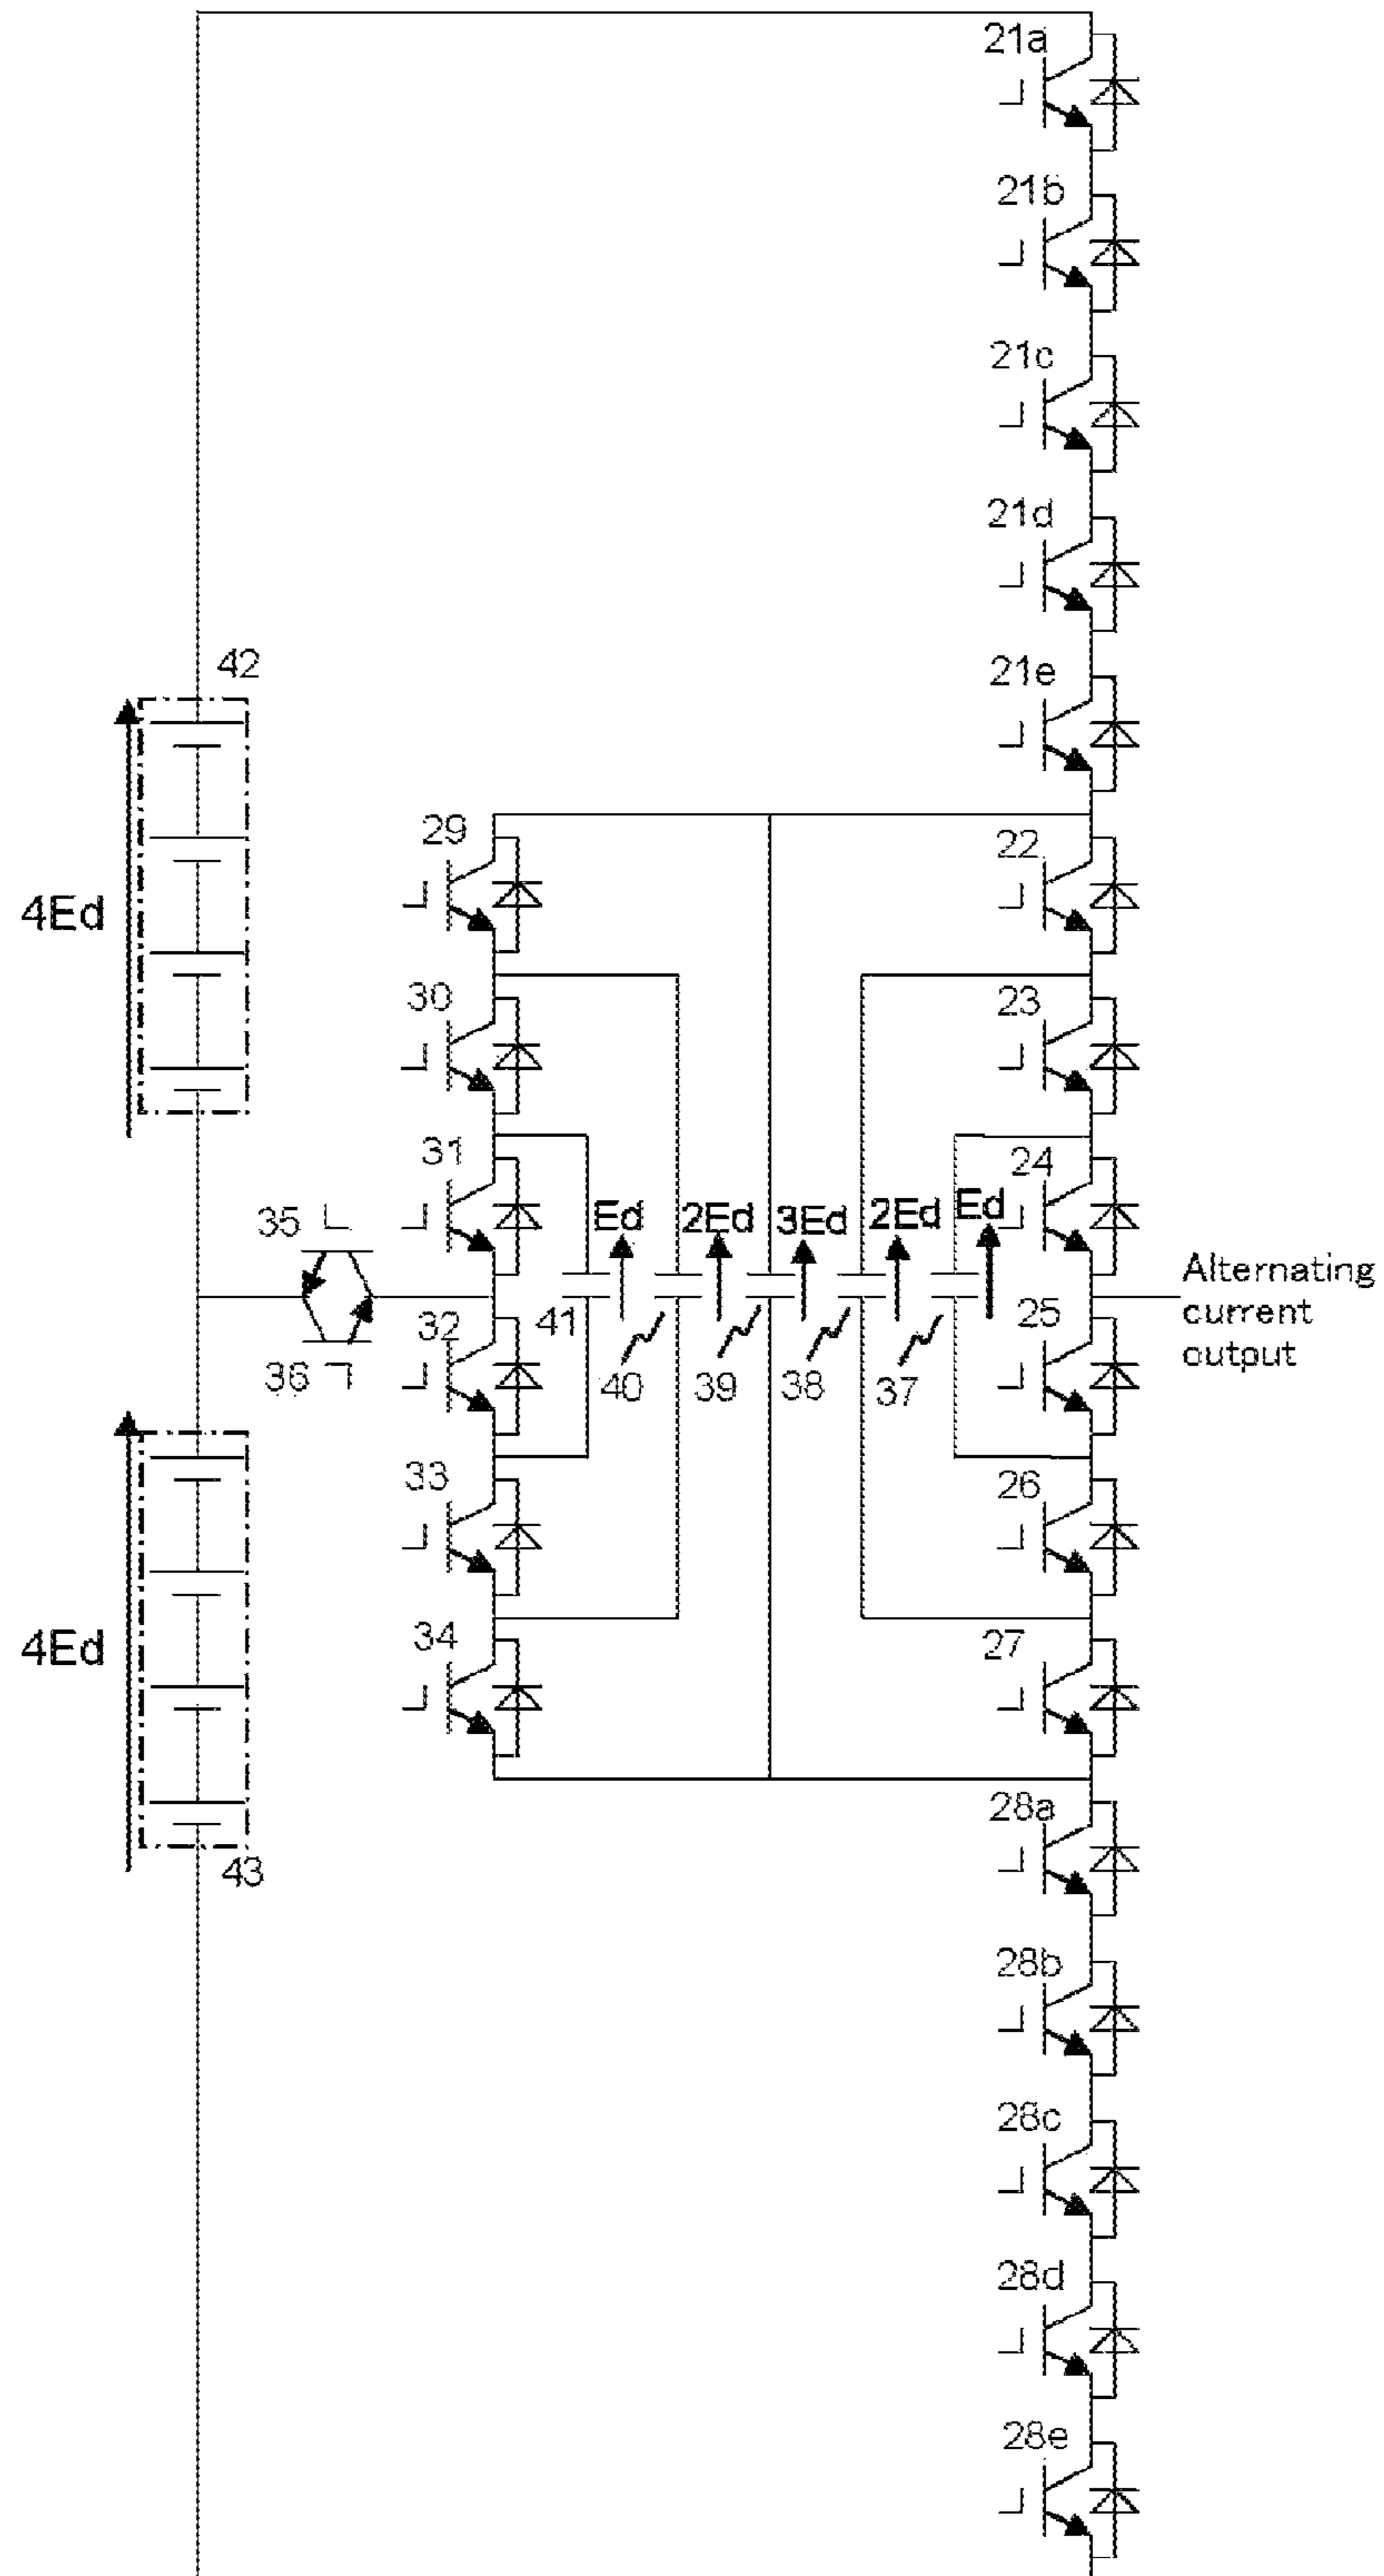 21a
21b
21c
21d
21e
42
4Ed
29
22
30
23
31
24
35
Ed
2Ed
3Ed
2Ed
Ed
Alternating
current
output
32
41
25
36
40
39
38
37
33
26
4Ed
34
27
43
28a
28b
28c
28d
28e